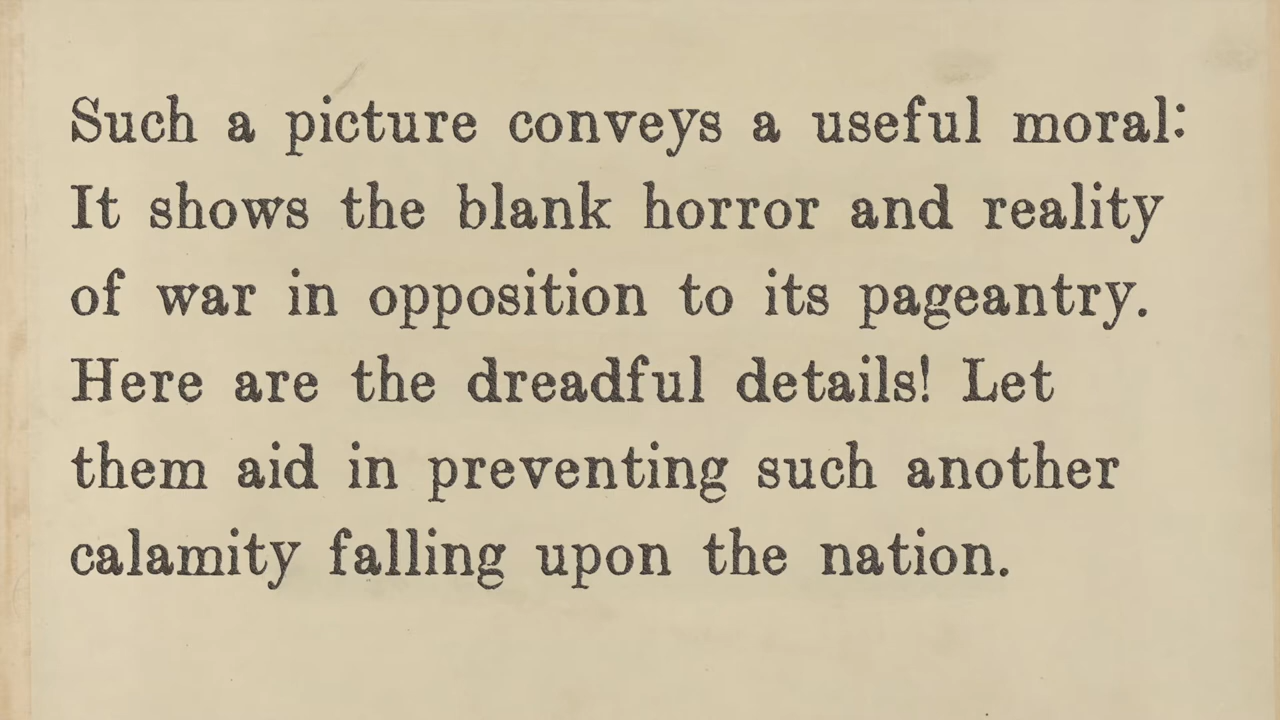 Such a picture conveys a useful moral:
It shows the blank horror and reality
of war in opposition to its pageantry.
Here are the dreadful details! Let
them aid in preventing such another
calamity falling upon the nation.